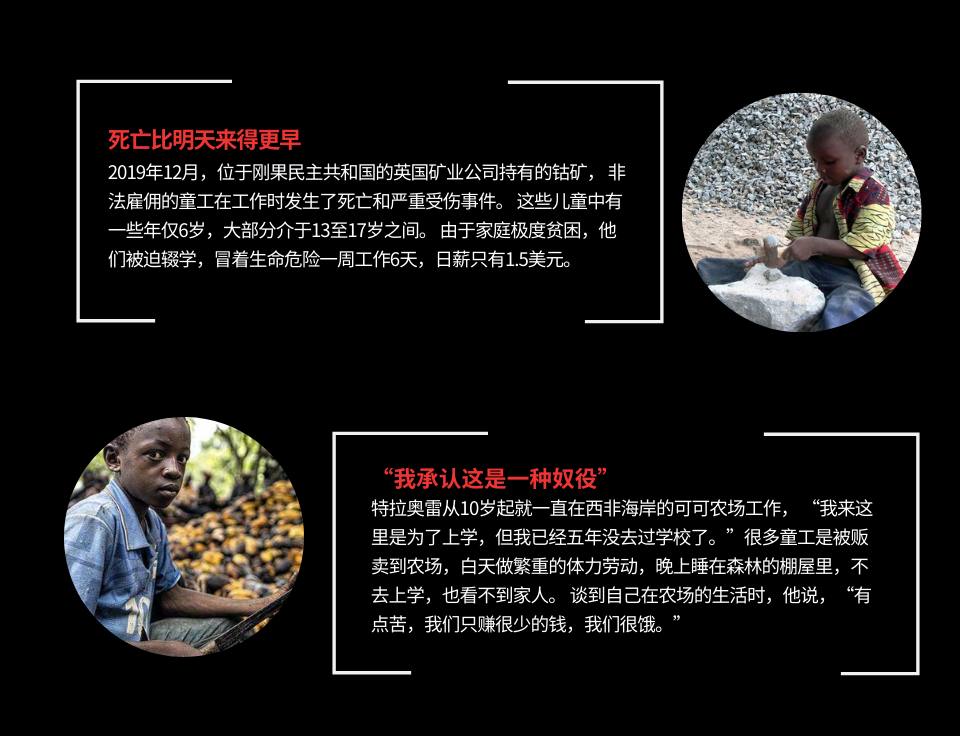 死亡比明天来得更早
2019年12月，位于刚果民主共和国的英国矿业公司持有的钴矿， 非
法雇佣的童工在工作时发生了死亡和严重受伤事件。 这些儿童中有
一些年仅6岁，大部分介于13至17岁之间。 由于家庭极度贫困，他
们被迫辍学，冒着生命危险一周工作6天，日薪只有1.5美元。
“我承认这是一种奴役”
特拉奥雷从10岁起就一直在西非海岸的可可农场工作， “我来这
里是为了上学，但我已经五年没去过学校了。” 很多童工是被贩
卖到农场，白天做繁重的体力劳动，晚上睡在森林的棚屋里，不
去上学，也看不到家人。 谈到自己在农场的生活时，他说， “有
点苦，我们只赚很少的钱，我们很饿。”